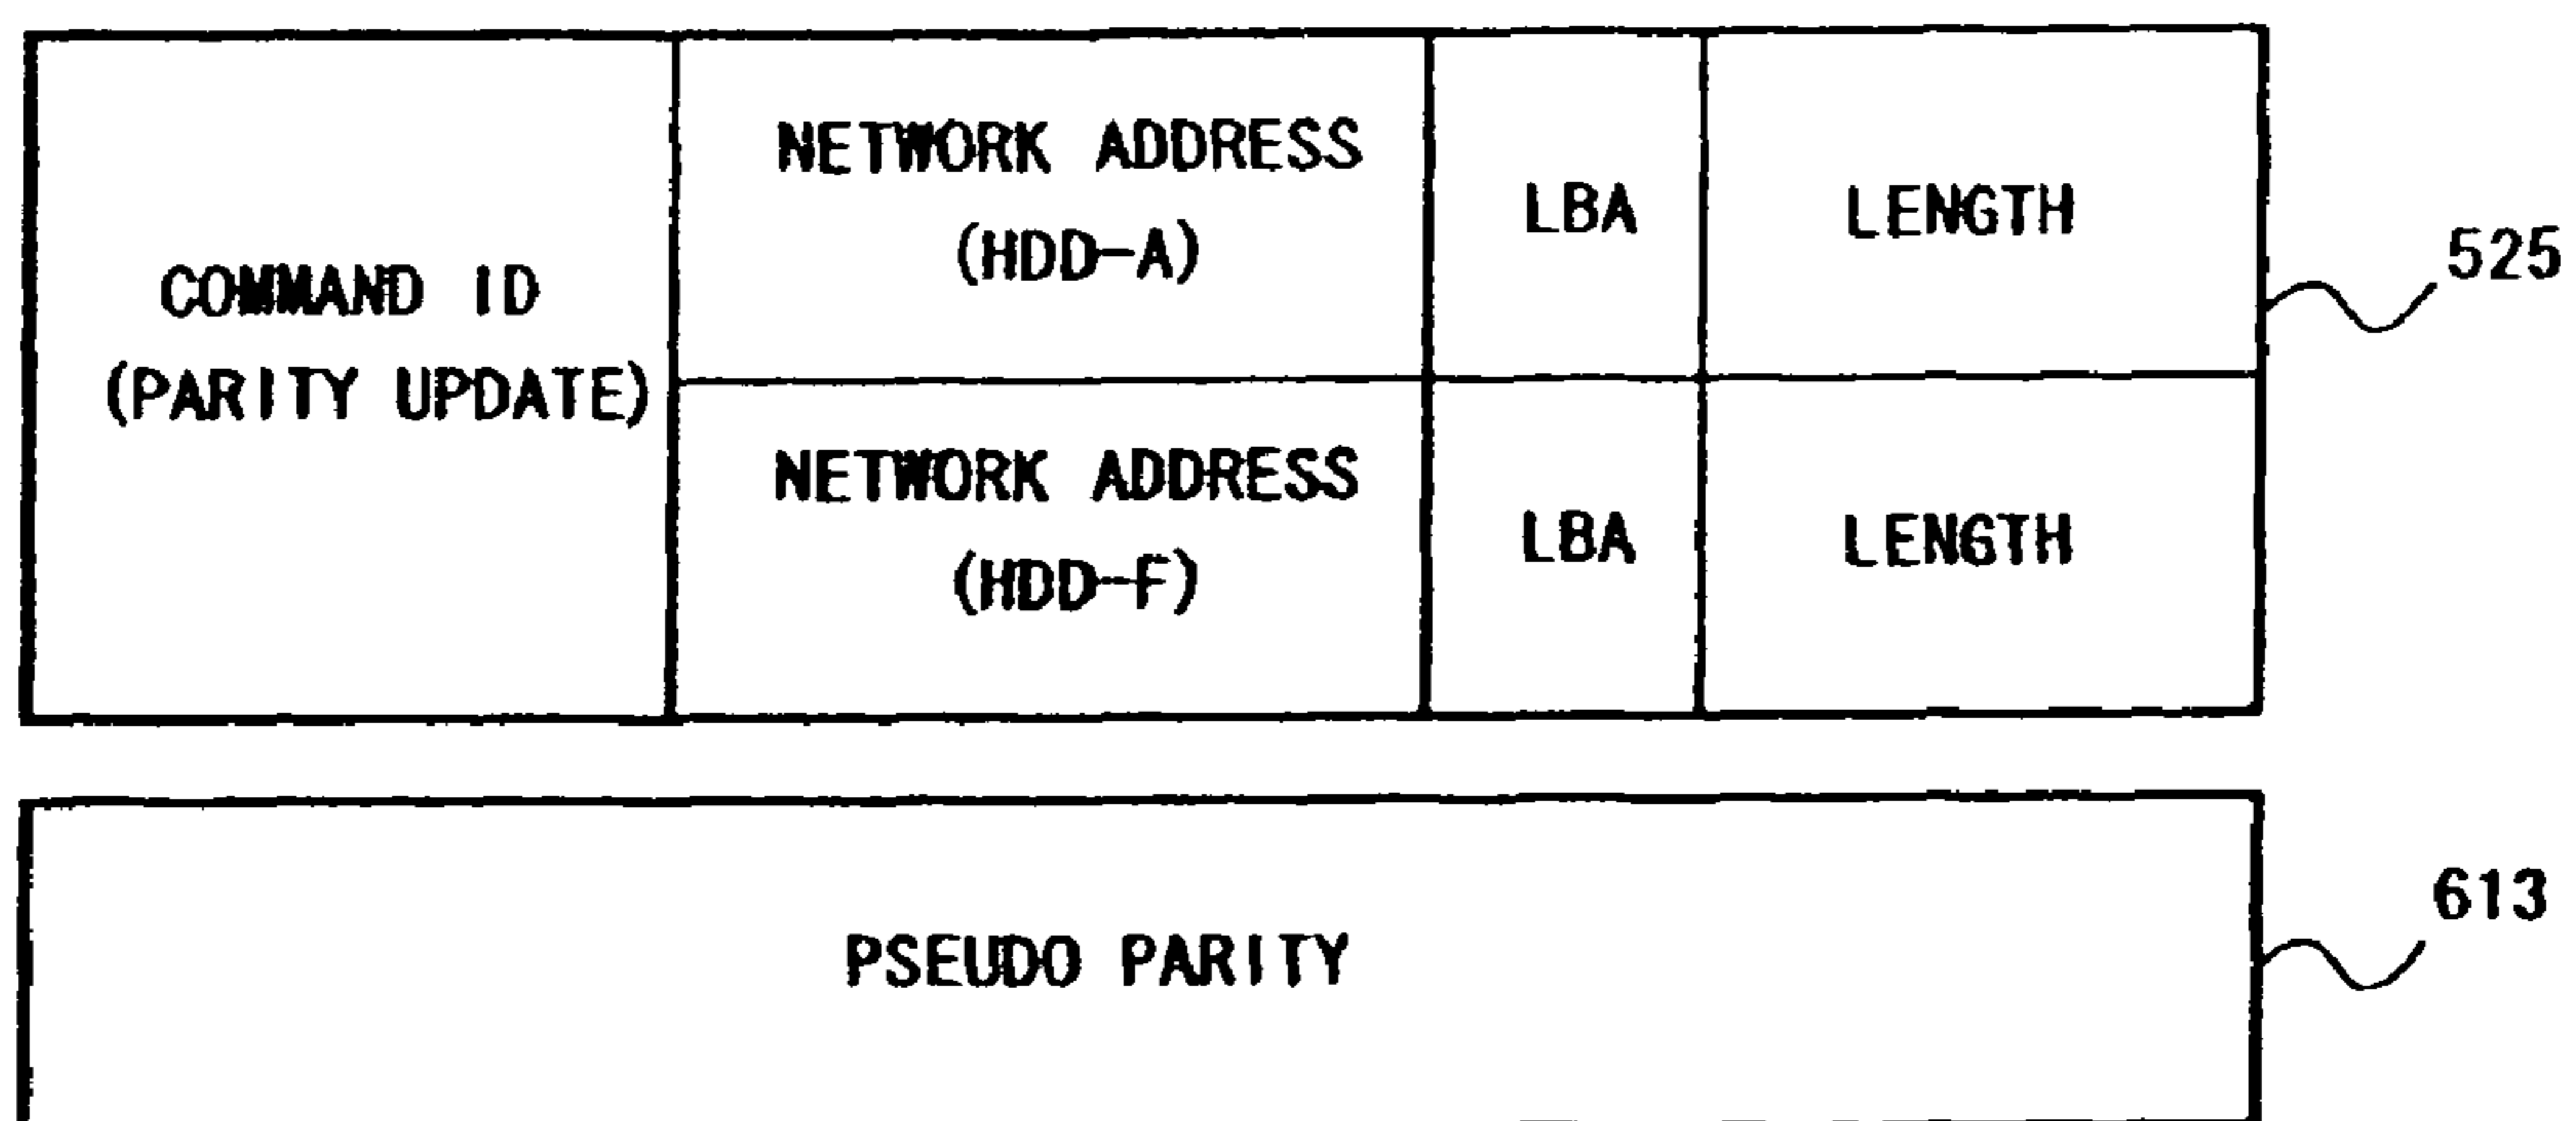 COMMAND ID
(PARITY UPDATE)
NETWORK ADDRESS
(HDD-A)
LBA
LENGTH
NETWORK ADDRESS
(HDD-F)
LBA
LENGTH
525
PSEUDO PARITY
613